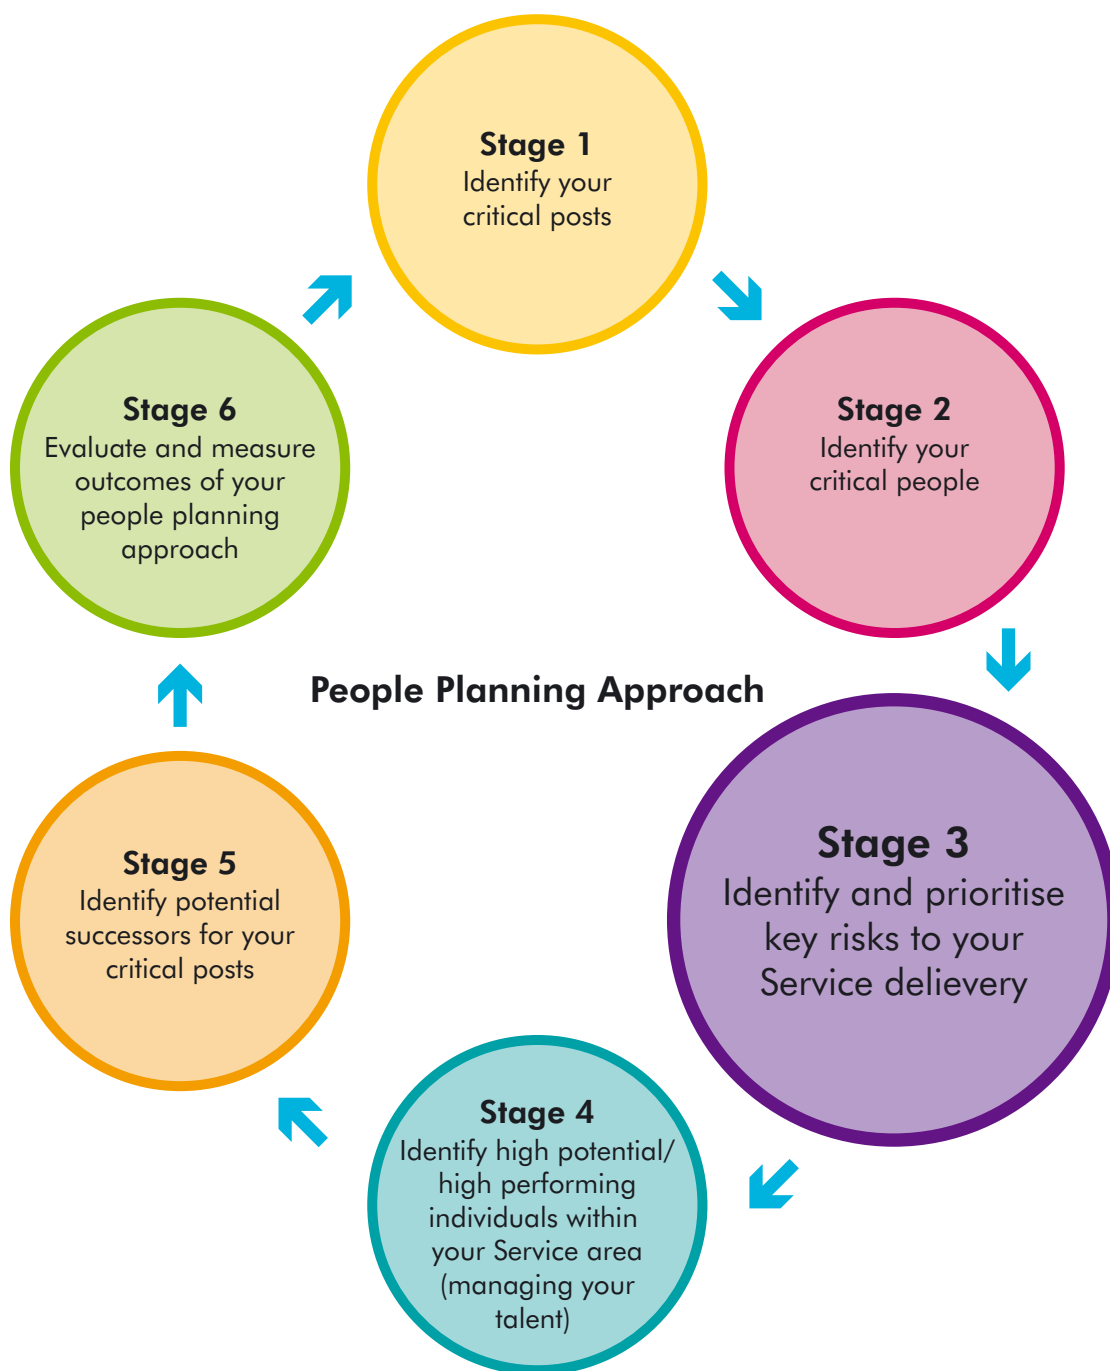 Stage 1
Identify your
critical posts
Stage 2
Identify your
critical people
Stage 3
Identify and prioritise
key risks to your
Service delievery
Stage 4
Identify high potential/
high performing
individuals within
your Service area
(managing your
talent)
Stage 5
Identify potential
successors for your
critical posts
Stage 6
Evaluate and measure
outcomes of your
people planning
approach
People Planning Approach